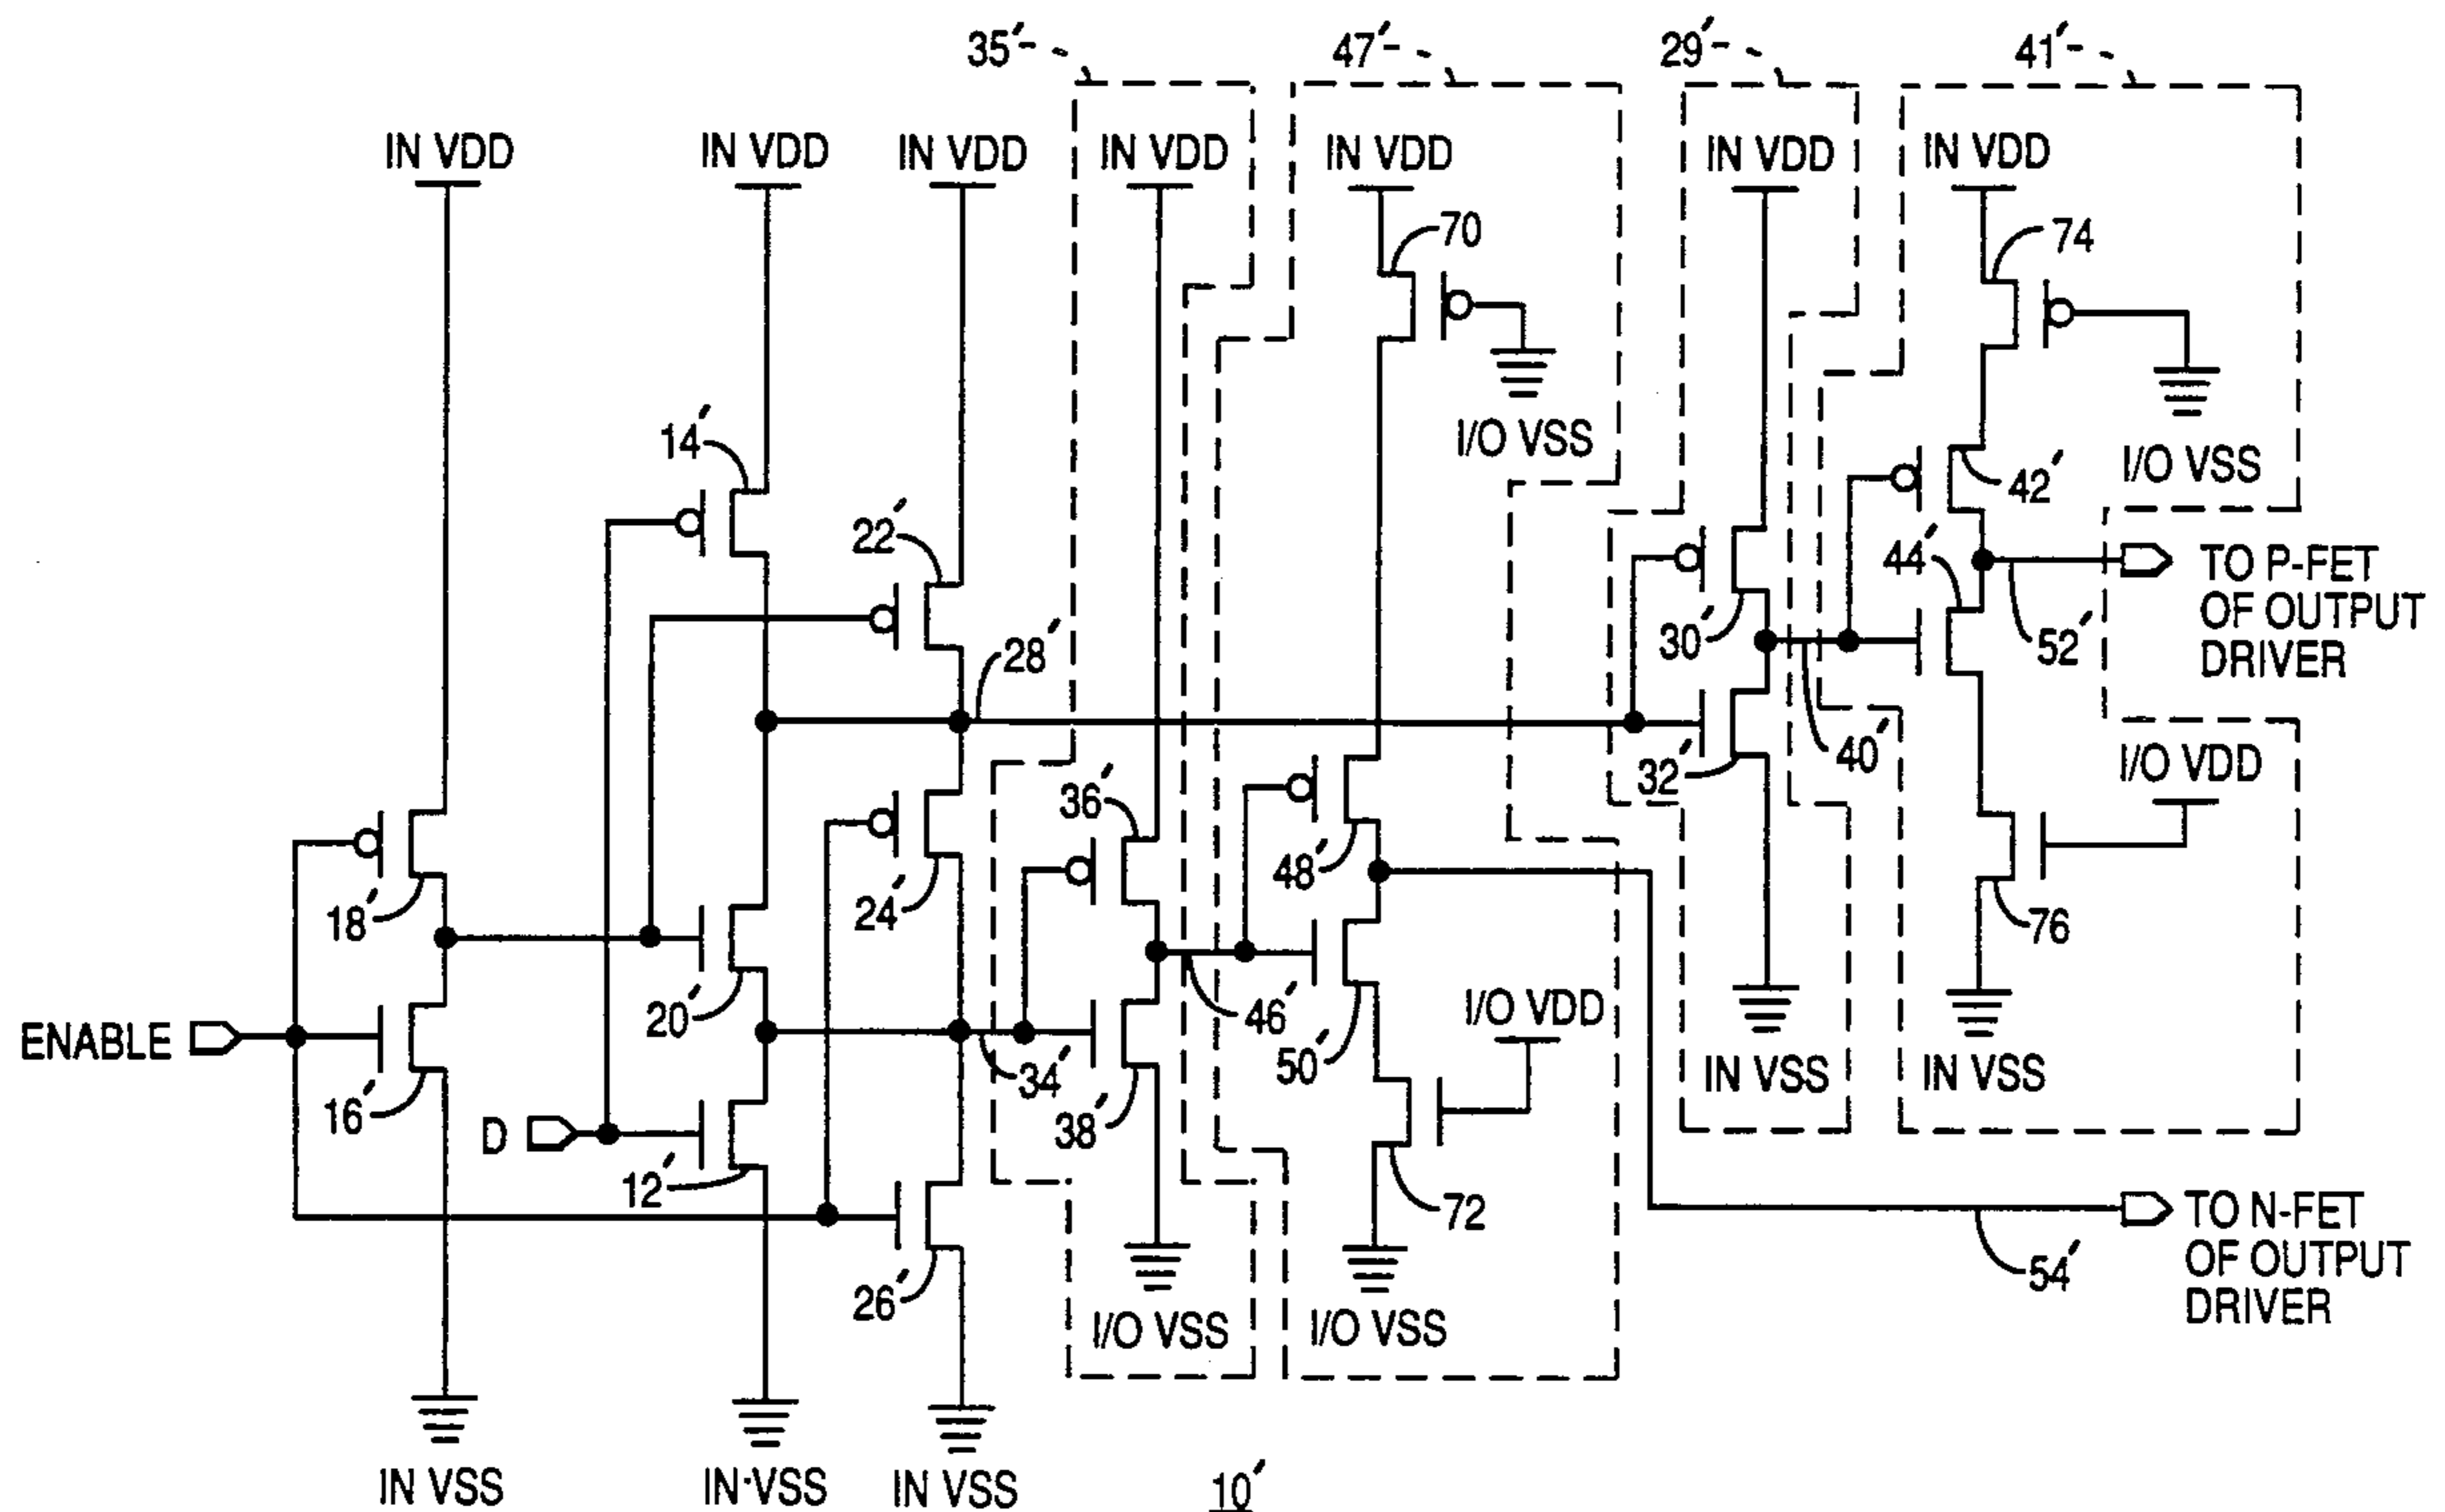 35′
47′
29′
41′
IN VDD
IN VDD
IN VDD
IN VDD
IN VDD
IN VDD
IN VDD
70
74
14′
22′
I/O VSS
42′
I/O VSS
28′
30′
44′
TO P-FET
OF OUTPUT
DRIVER
52′
36′
32′
40′
I/O VDD
18′
24′
48′
76
20′
46′
I/O VDD
ENABLE
16′
34′
50′
IN VSS
IN VSS
D
12′
38′
72
TO N-FET
OF OUTPUT
DRIVER
54′
26′
I/O VSS
I/O VSS
IN VSS
IN VSS
IN VSS
10′